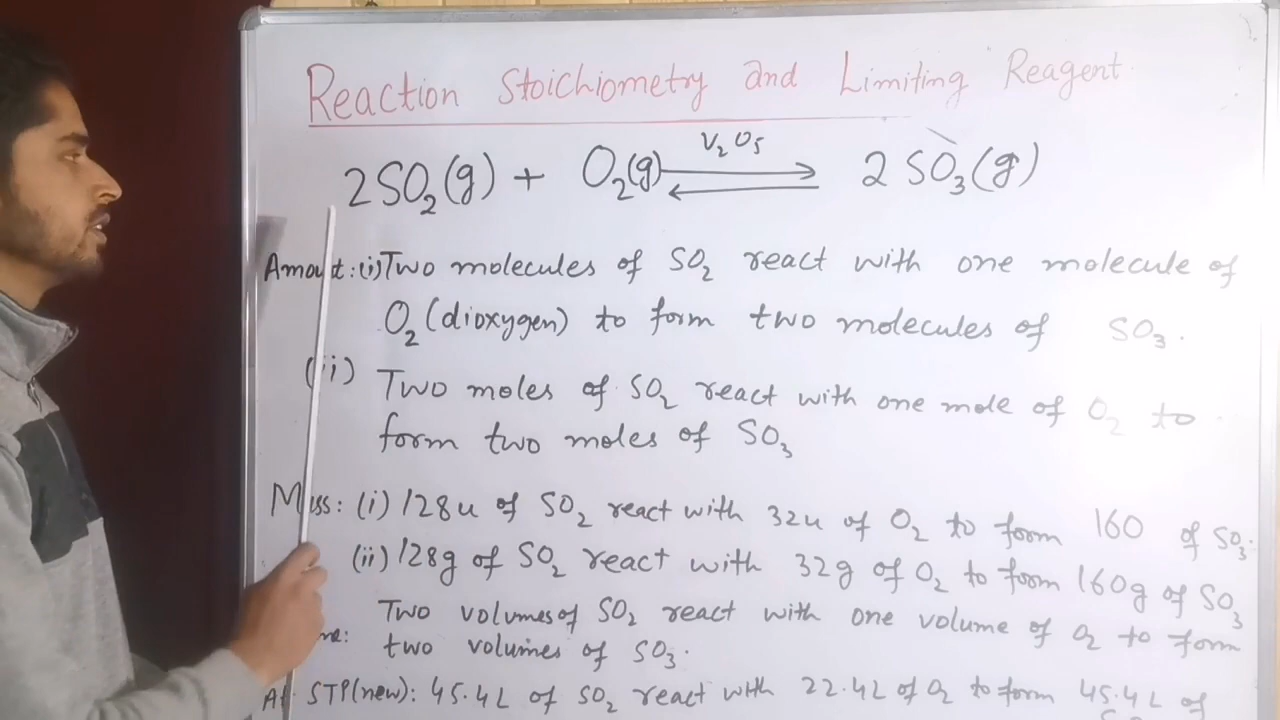 Reaction Stoichiometry and Limiting Reagent.
V₂O₅
2SO₂(g) + O₂(g) ⇌ 2SO₃(g)
Amount: (i) Two molecules of SO₂ react with one molecule of
O₂ (dioxygen) to form two molecules of SO₃.
(ii) Two moles of SO₂ react with one mole of O₂ to
form two moles of SO₃
Mass: (i) 128u of SO₂ react with 32u of O₂ to form 160 of SO₃.
(ii) 128g of SO₂ react with 32g of O₂ to form 160g of SO₃
Two volumes of SO₂ react with one volume of O₂ to form
two volumes of SO₃.
At STP(new): 45.4L of SO₂ react with 22.4L of O₂ to form 45.4L of